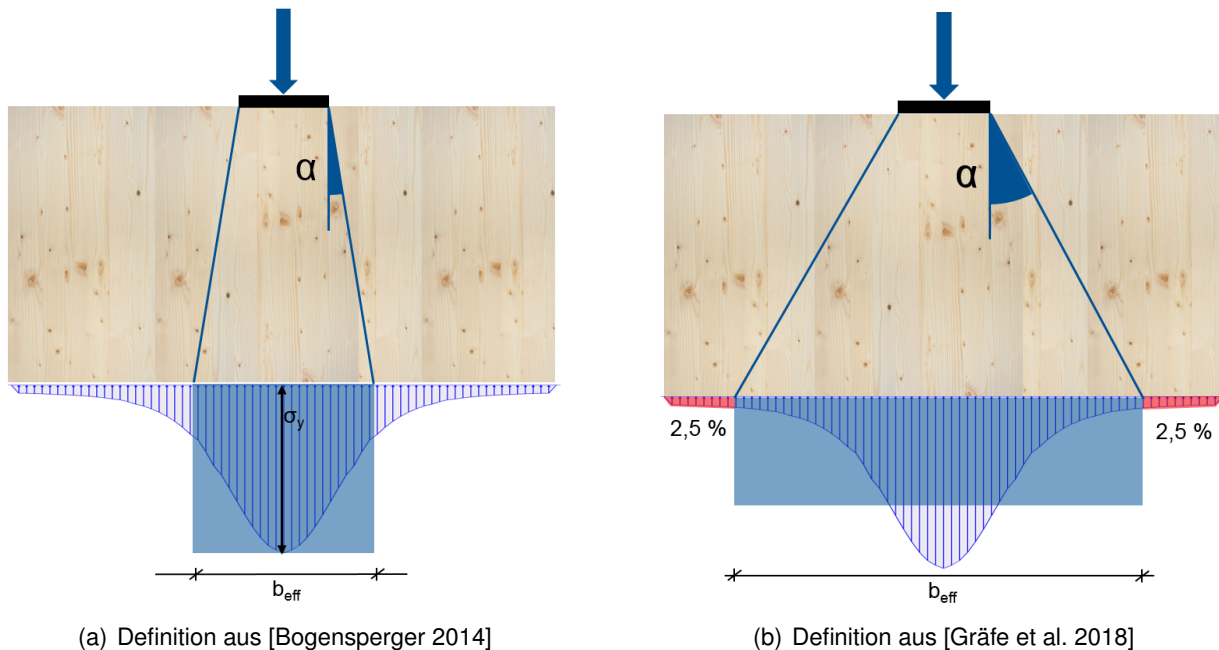 α
σy
beff
(a) Definition aus [Bogensperger 2014]
α
2,5 %
2,5 %
beff
(b) Definition aus [Gräfe et al. 2018]